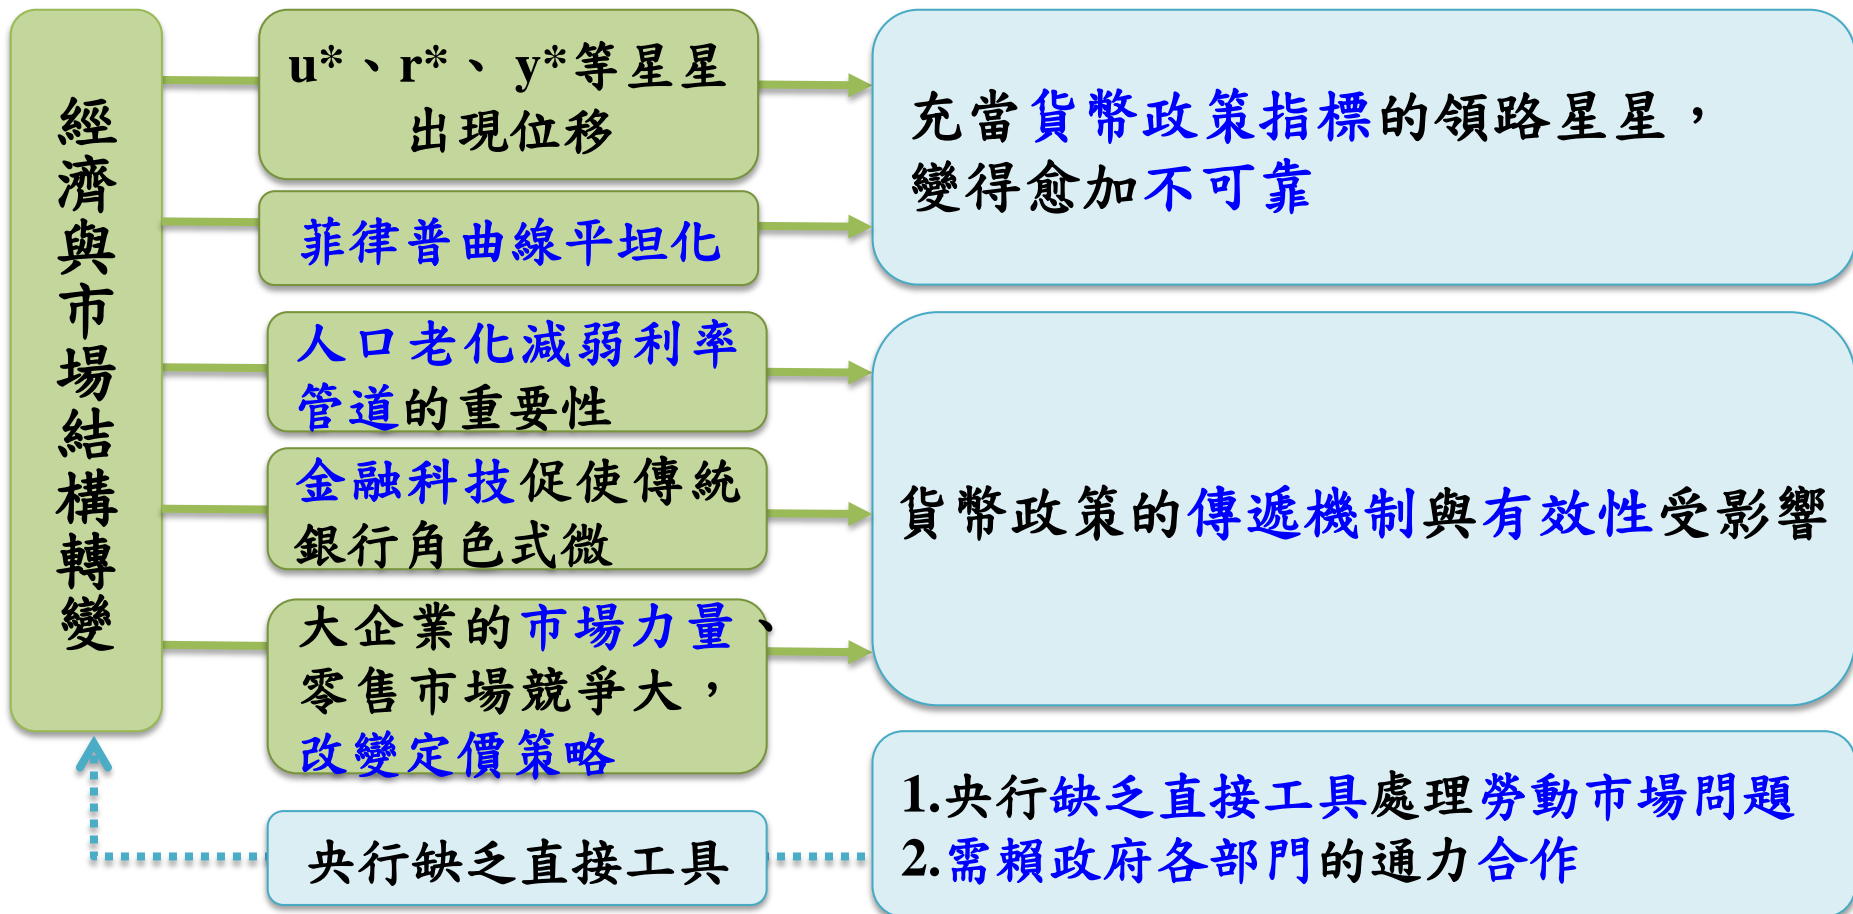 經濟與市場結構轉變
u*、r*、y*等星星
出現位移
菲律普曲線平坦化
人口老化減弱利率
管道的重要性
金融科技促使傳統
銀行角色式微
大企業的市場力量、
零售市場競爭大，
改變定價策略
央行缺乏直接工具
充當貨幣政策指標的領路星星，
變得愈加不可靠
貨幣政策的傳遞機制與有效性受影響
1.央行缺乏直接工具處理勞動市場問題
2.需賴政府各部門的通力合作